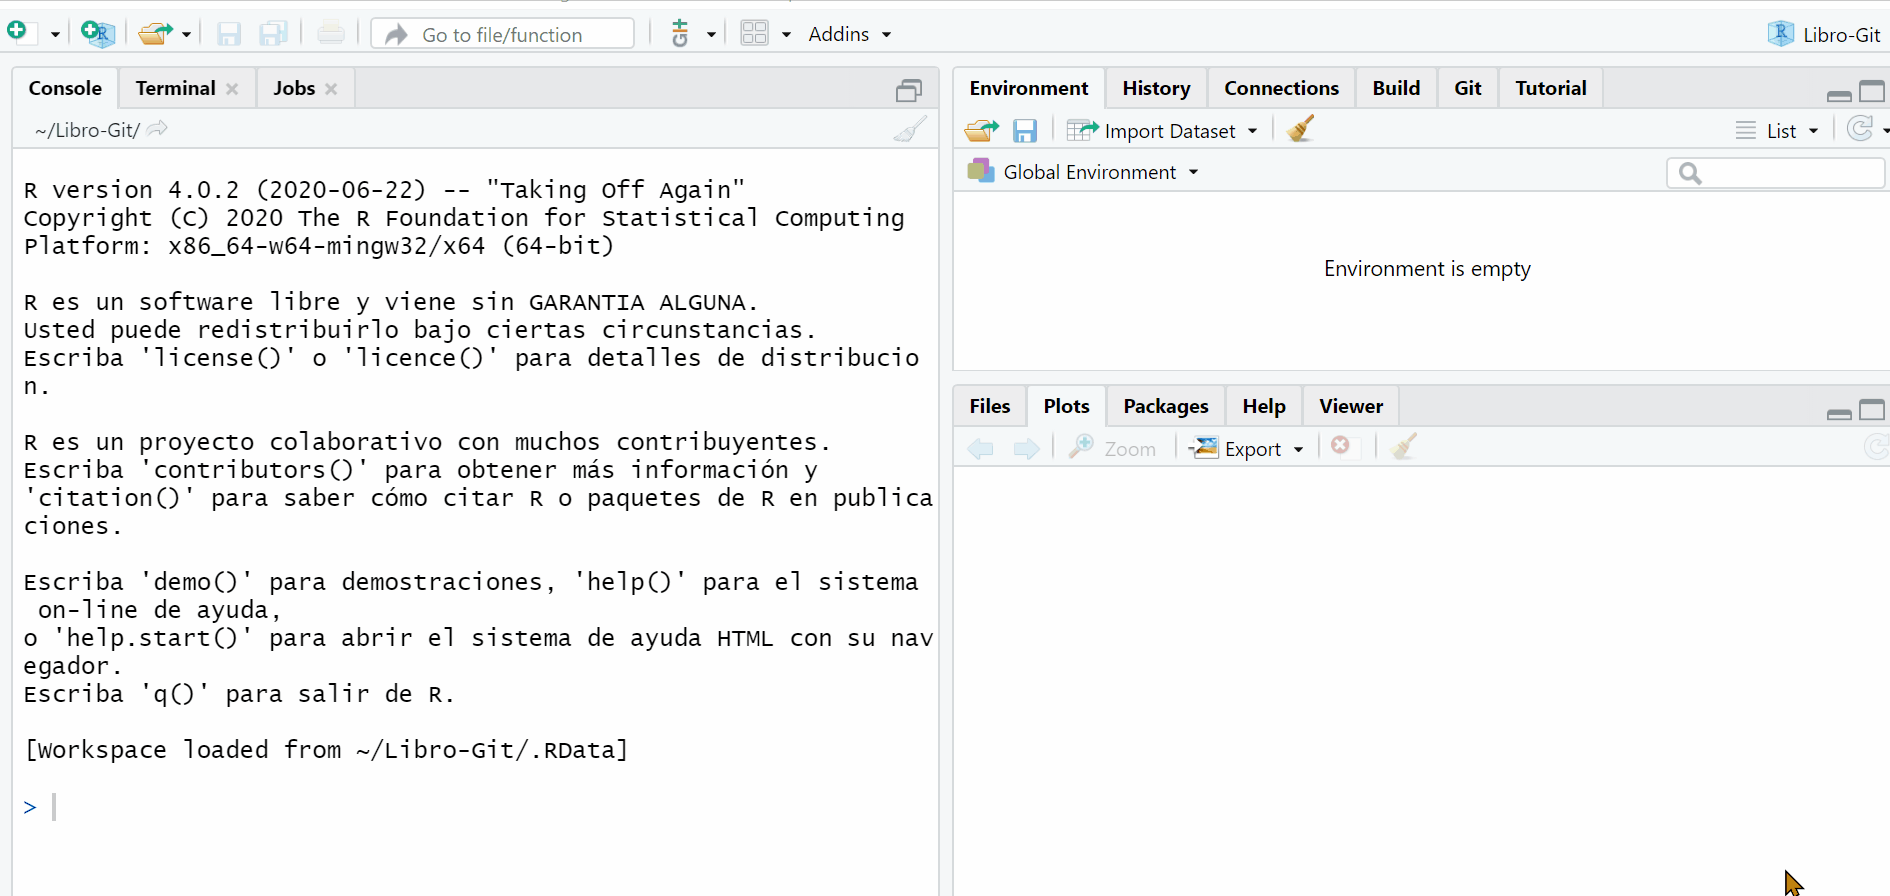 Go to file/function
Addins
Libro-Git
Console
Terminal
Jobs
~/Libro-Git/
R version 4.0.2 (2020-06-22) -- "Taking Off Again"
Copyright (C) 2020 The R Foundation for Statistical Computing
Platform: x86_64-w64-mingw32/x64 (64-bit)
R es un software libre y viene sin GARANTIA ALGUNA.
Usted puede redistribuirlo bajo ciertas circunstancias.
Escriba 'license()' o 'licence()' para detalles de distribucio
n.
R es un proyecto colaborativo con muchos contribuyentes.
Escriba 'contributors()' para obtener más información y
'citation()' para saber cómo citar R o paquetes de R en publica
ciones.
Escriba 'demo()' para demostraciones, 'help()' para el sistema
on-line de ayuda,
o 'help.start()' para abrir el sistema de ayuda HTML con su nav
egador.
Escriba 'q()' para salir de R.
[Workspace loaded from ~/Libro-Git/.RData]
>
Environment
History
Connections
Build
Git
Tutorial
Import Dataset
List
Global Environment
Environment is empty
Files
Plots
Packages
Help
Viewer
Zoom
Export